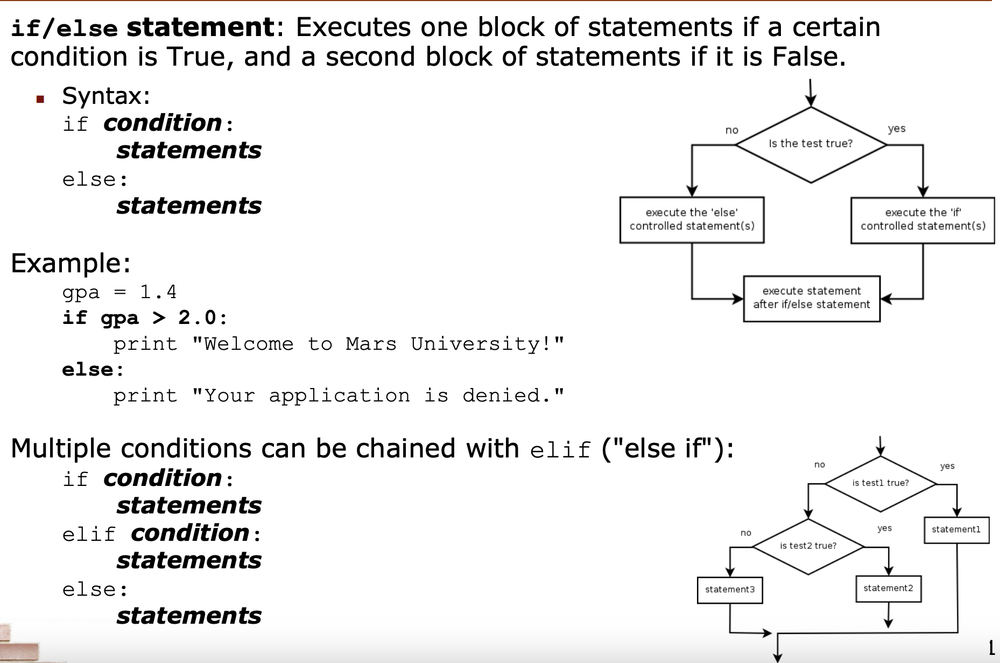 if/else statement: Executes one block of statements if a certain
condition is True, and a second block of statements if it is False.
Syntax:
if condition:
statements
else:
statements
no
yes
Is the test true?
execute the 'else'
controlled statement(s)
execute the 'if'
controlled statement(s)
execute statement
after if/else statement
Example:
gpa = 1.4
if gpa > 2.0:
print "Welcome to Mars University!"
else:
print "Your application is denied."
Multiple conditions can be chained with elif ("else if"):
if condition:
statements
elif condition:
statements
else:
statements
no
yes
is test1 true?
statement1
no
yes
is test2 true?
statement3
statement2
1